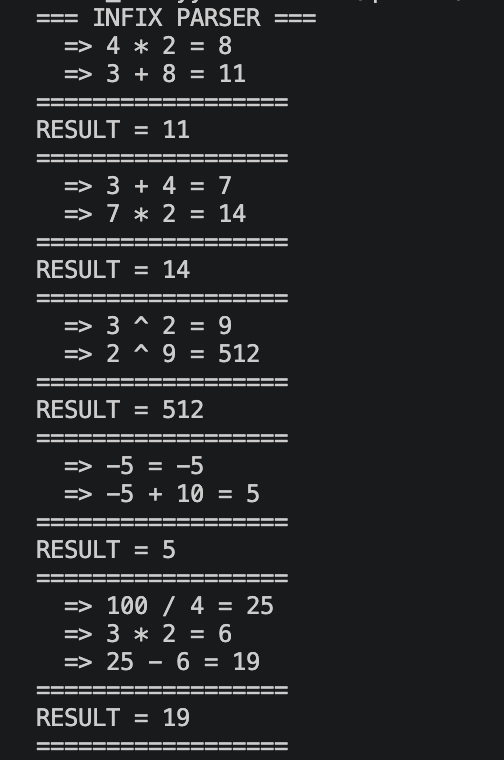 === INFIX PARSER ===
  => 4 * 2 = 8
  => 3 + 8 = 11
==================
RESULT = 11
==================
  => 3 + 4 = 7
  => 7 * 2 = 14
==================
RESULT = 14
==================
  => 3 ^ 2 = 9
  => 2 ^ 9 = 512
==================
RESULT = 512
==================
  => -5 = -5
  => -5 + 10 = 5
==================
RESULT = 5
==================
  => 100 / 4 = 25
  => 3 * 2 = 6
  => 25 - 6 = 19
==================
RESULT = 19
==================